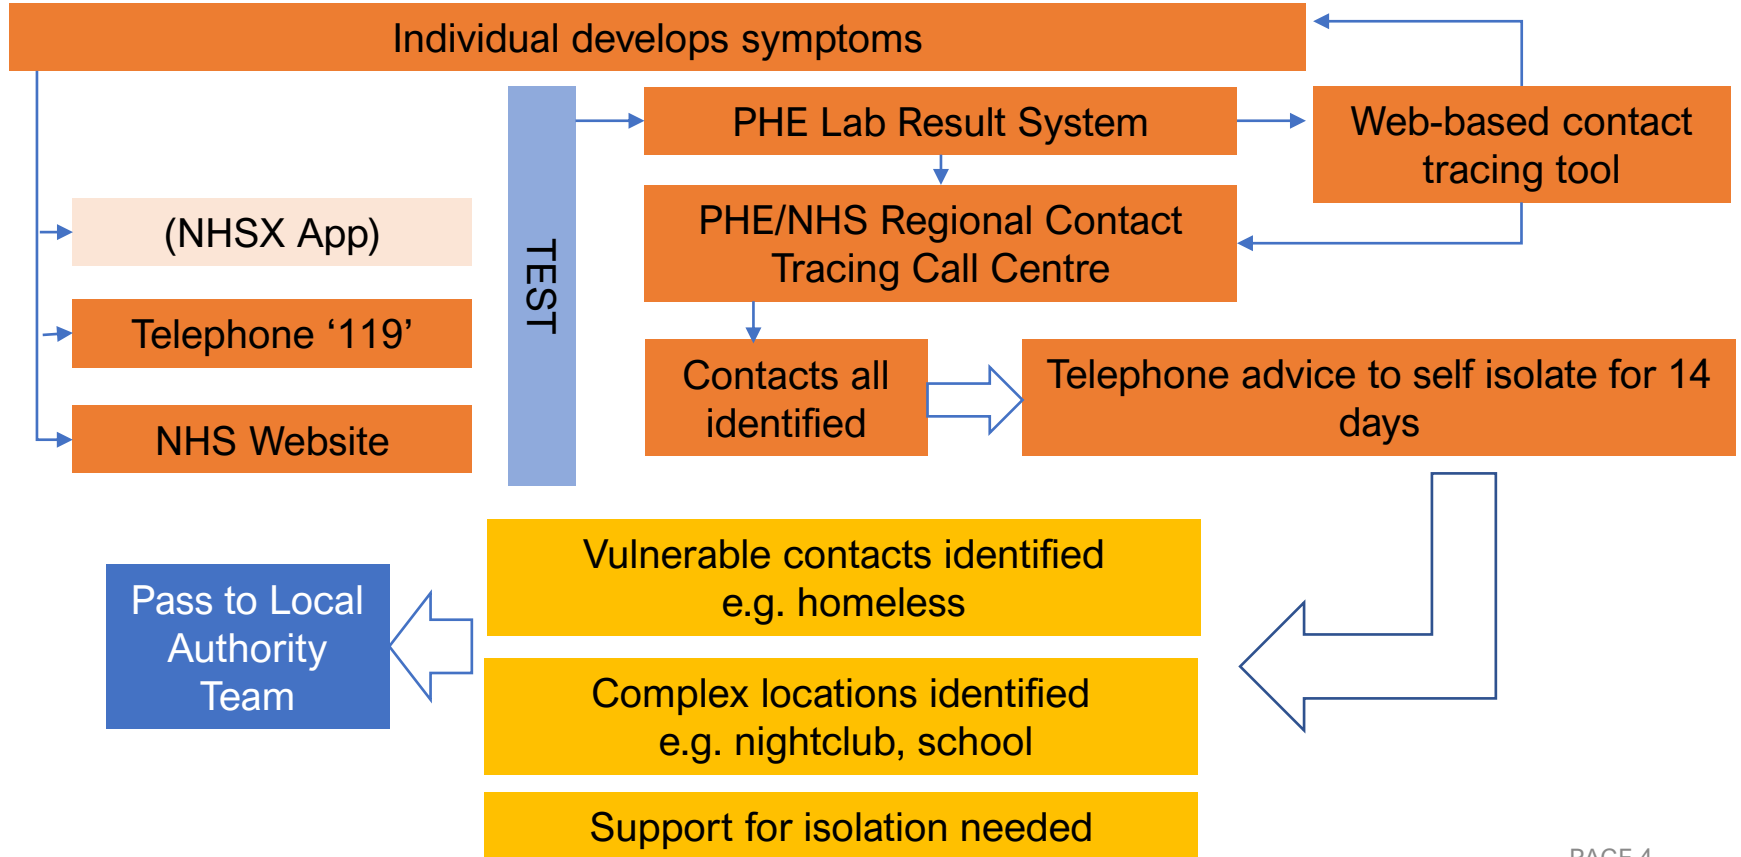 Individual develops symptoms
PHE Lab Result System
Web-based contact
tracing tool
(NHSX App)
PHE/NHS Regional Contact
Tracing Call Centre
TEST
Telephone ‘119’
Contacts all
identified
Telephone advice to self isolate for 14
days
NHS Website
Vulnerable contacts identified
e.g. homeless
Pass to Local
Authority
Team
Complex locations identified
e.g. nightclub, school
Support for isolation needed
PAGE 4